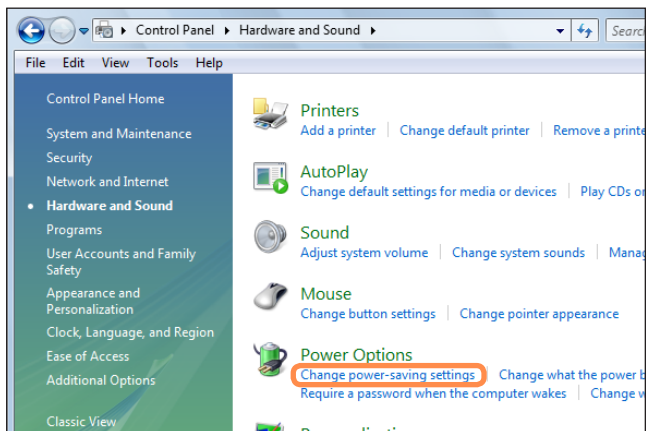 Control Panel Hardware and Sound
Searc
File Edit View Tools Help
Control Panel Home
System and Maintenance
Security
Network and Internet
Hardware and Sound
Programs
User Accounts and Family
Safety
Appearance and
Personalization
Clock, Language, and Region
Ease of Access
Additional Options
Classic View
Printers
Add a printer Change default printer Remove a printe
AutoPlay
Change default settings for media or devices Play CDs or
Sound
Adjust system volume Change system sounds Manag
Mouse
Change button settings Change pointer appearance
Power Options
Change power-saving settings Change what the power b
Require a password when the computer wakes Change w